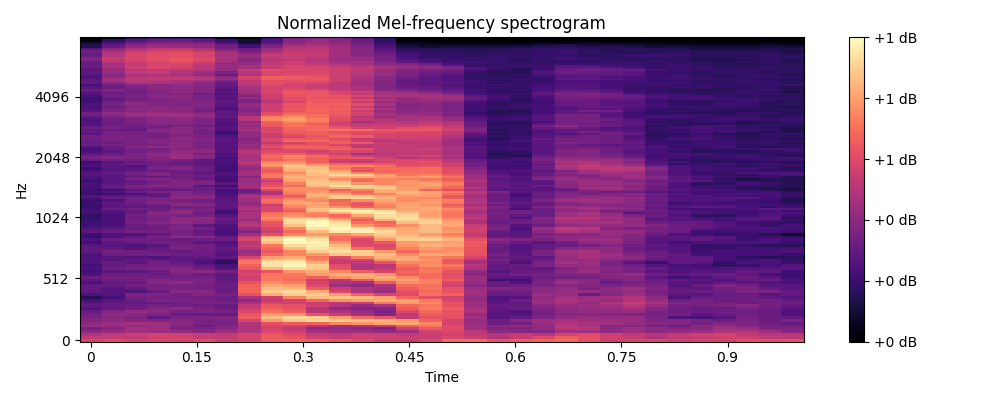 Normalized Mel-frequency spectrogram
Hz
4096
2048
1024
512
0
0 0.15 0.3 0.45 0.6 0.75 0.9
Time
+1 dB
+1 dB
+1 dB
+0 dB
+0 dB
+0 dB